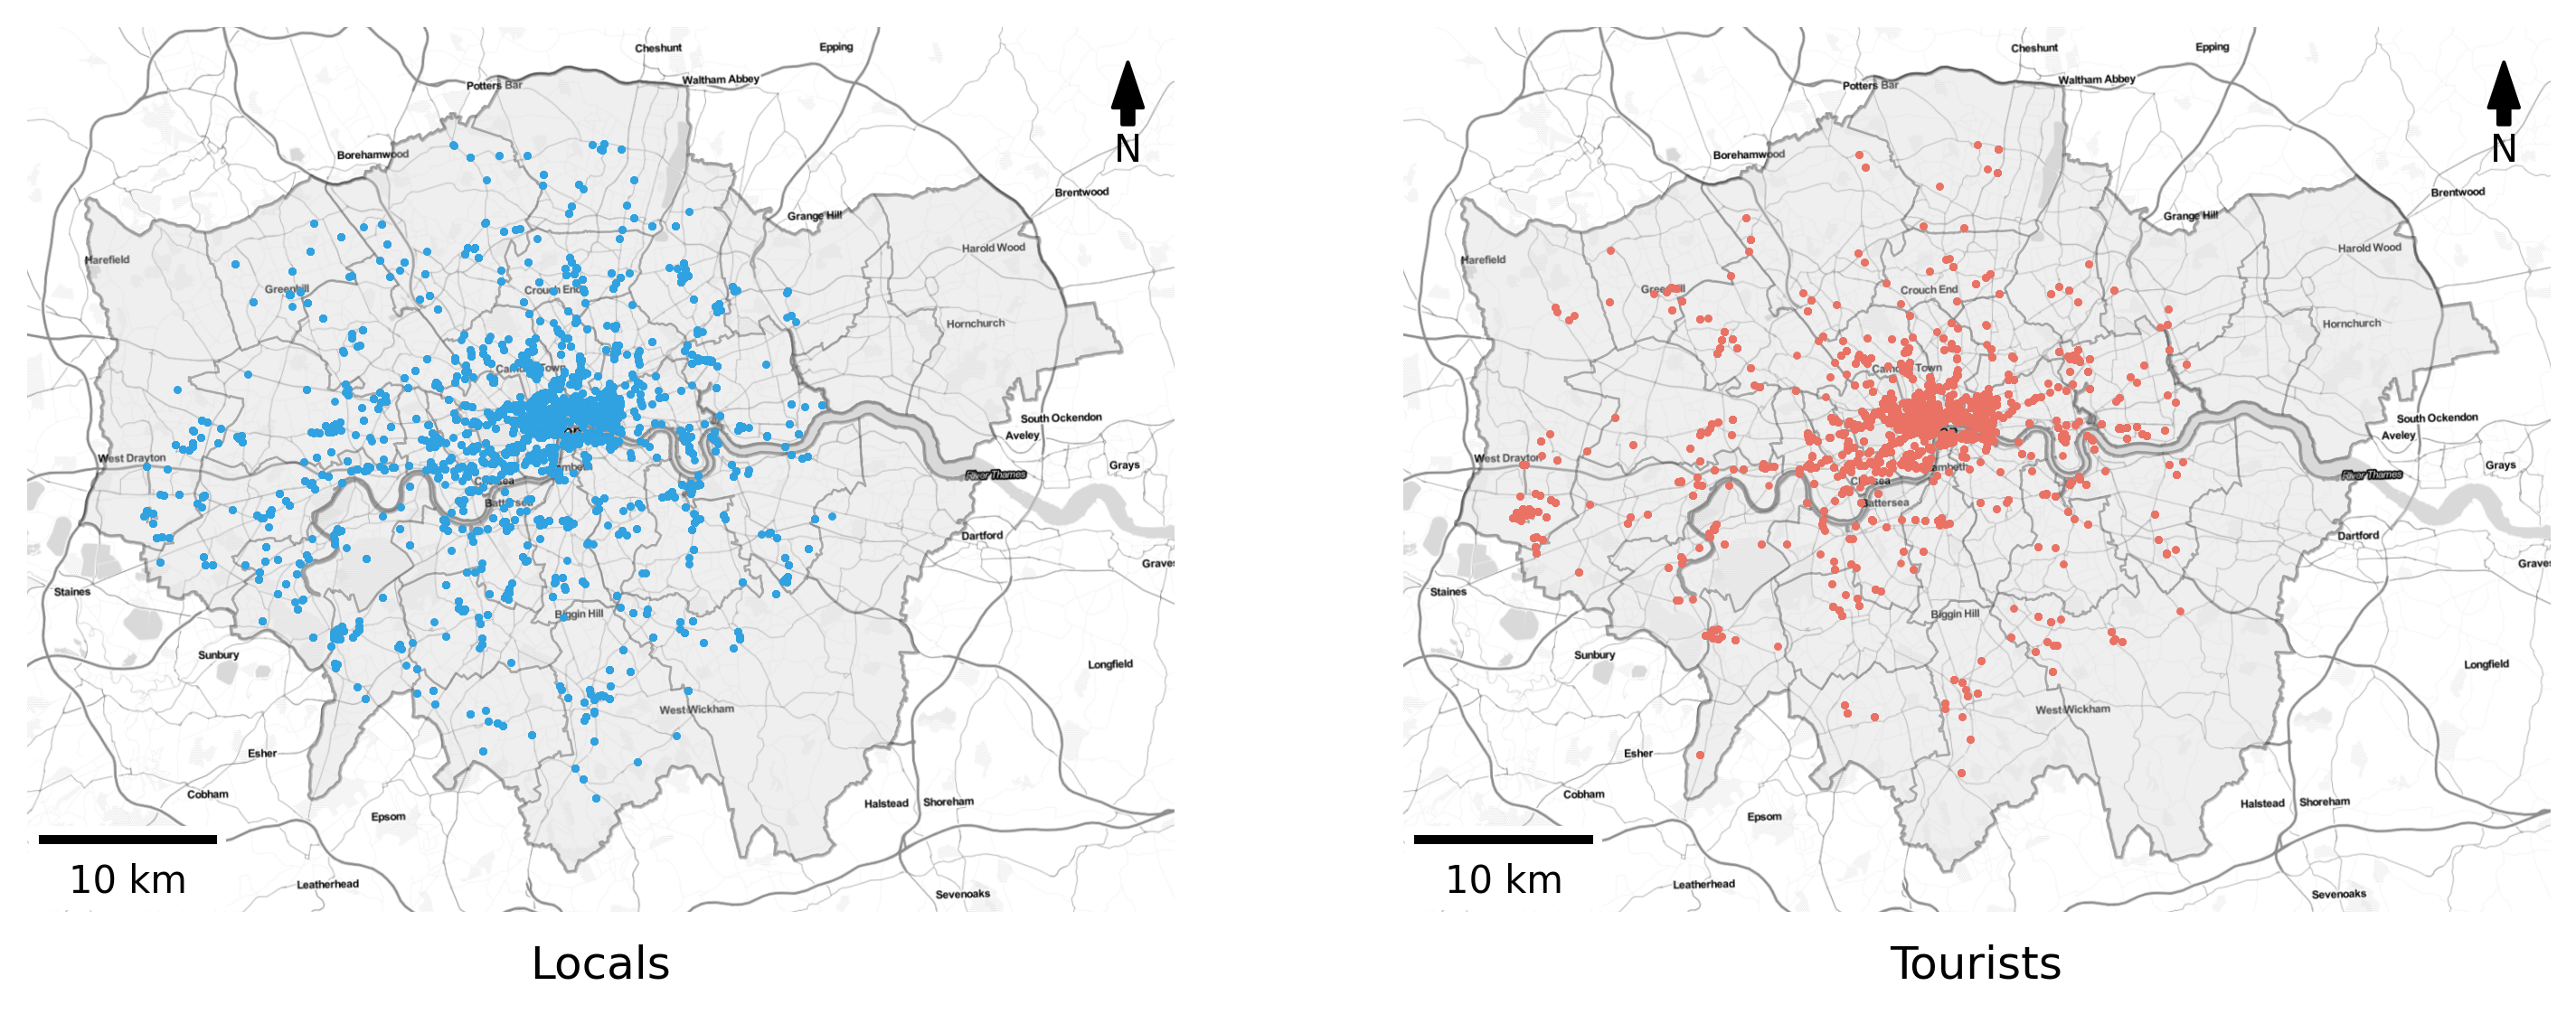 Cheshunt
Epping
Potters Bar
Waltham Abbey
N
Borehamwood
Brentwood
Grange Hill
Harold Wood
Harefield
Greenhill
Crouch End
Hornchurch
Camden Town
South Ockendon
Aveley
West Drayton
Grays
River Thames
Chelsea
Battersea
Dartford
Staines
Biggin Hill
Sunbury
Longfield
West Wickham
Esher
Cobham
Epsom
Halstead
Shoreham
10 km
Leatherhead
Sevenoaks
Locals
Cheshunt
Epping
Potters Bar
Waltham Abbey
N
Borehamwood
Brentwood
Grange Hill
Harold Wood
Harefield
Greenhill
Crouch End
Hornchurch
Camden Town
South Ockendon
Aveley
West Drayton
Grays
River Thames
Lambeth
Chelsea
Battersea
Dartford
Staines
Biggin Hill
Sunbury
Longfield
West Wickham
Esher
Cobham
Epsom
Halstead
Shoreham
10 km
Leatherhead
Sevenoaks
Tourists